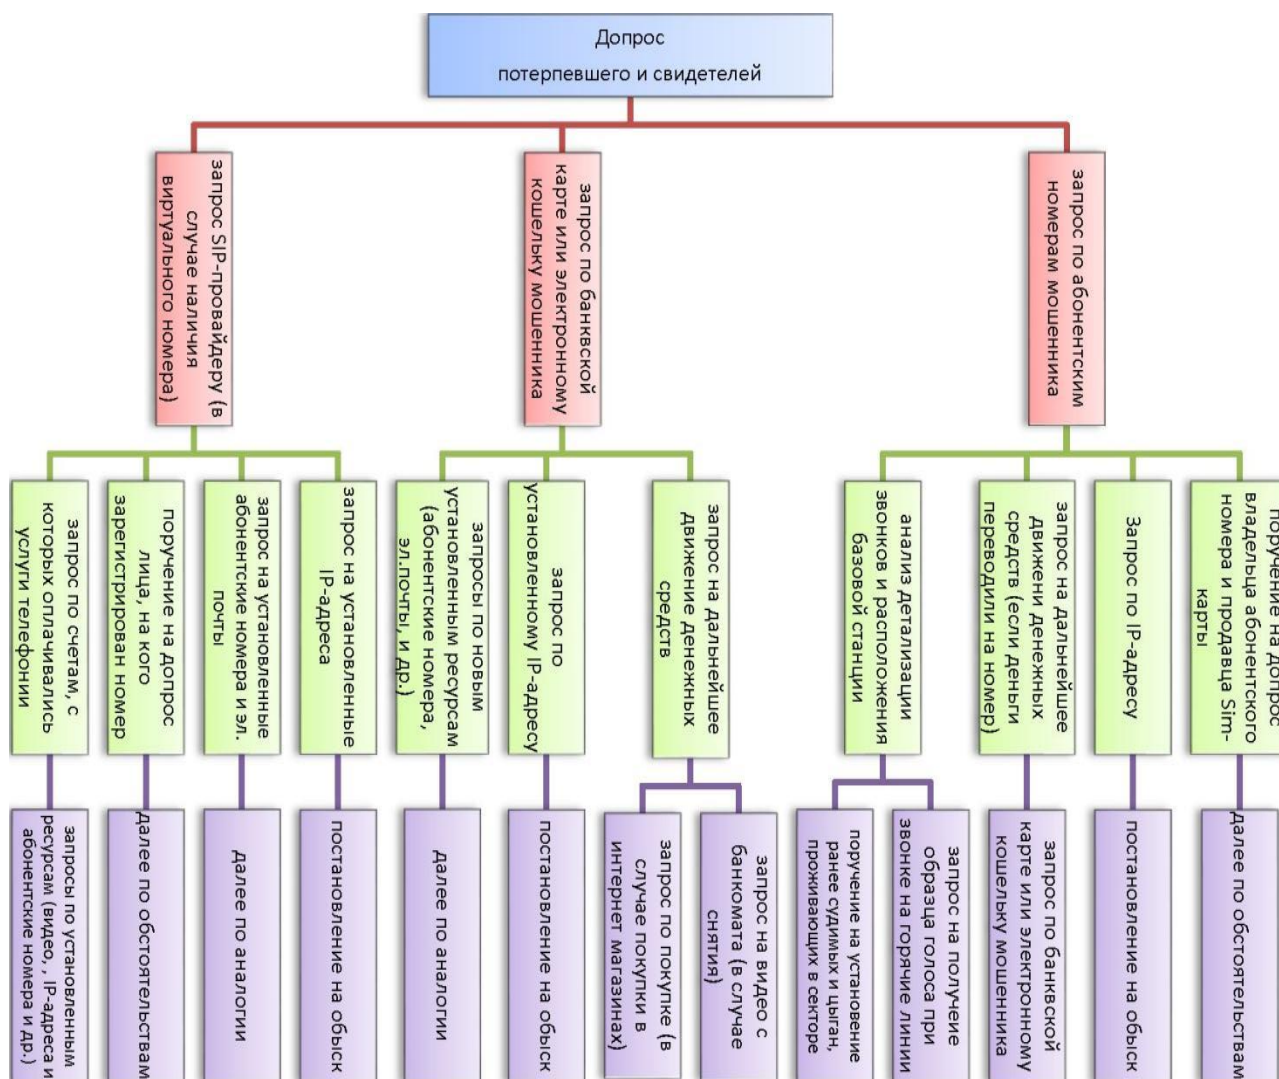 Допрос
потерпевшего и свидетелей
запрос SIP-провайдеру (в
случае наличия
виртуального номера)
запрос по банквской
карте или электронному
кошельку мошенника
запрос по абонентским
номерам мошенника
запрос по счетам, с
которых оплачивались
услуги телефонии
поручение на допрос
лица, на кого
зарегистрирован номер
запрос на установленные
абонентские номера и эл.
почты
запрос на установленные
IP-адреса
запросы по новым
установленным ресурсам
(абонентские номера,
эл.почты, и др.)
запрос по
установленному IP-адресу
запрос на дальнейшее
движение денежных
средств
анализ детализации
звонков и расположения
базовой станции
запрос на дальнейшее
движени денежных
средств (если деньги
переводили на номер)
Запрос по IP-адресу
поручение на допрос
владельца абонентского
номера и продавца Sim-
карты
запросы по установленным
ресурсам (видео, , IP-адреса и
абонентские номера и др.)
далее по обстоятельствам
далее по аналогии
постановление на обыск
далее по аналогии
постановление на обыск
запрос по покупке (в
случае покупки в
интернет магазинах)
запрос на видео с
банкомата (в случае
снятия)
поручение на установение
ранее судимых и цыган,
проживающих в секторе
запрос на получеие
образца голоса при
звонке на горячие линии
запрос по банквской
карте или электронному
кошельку мошенника
постановление на обыск
далее по обстоятельствам